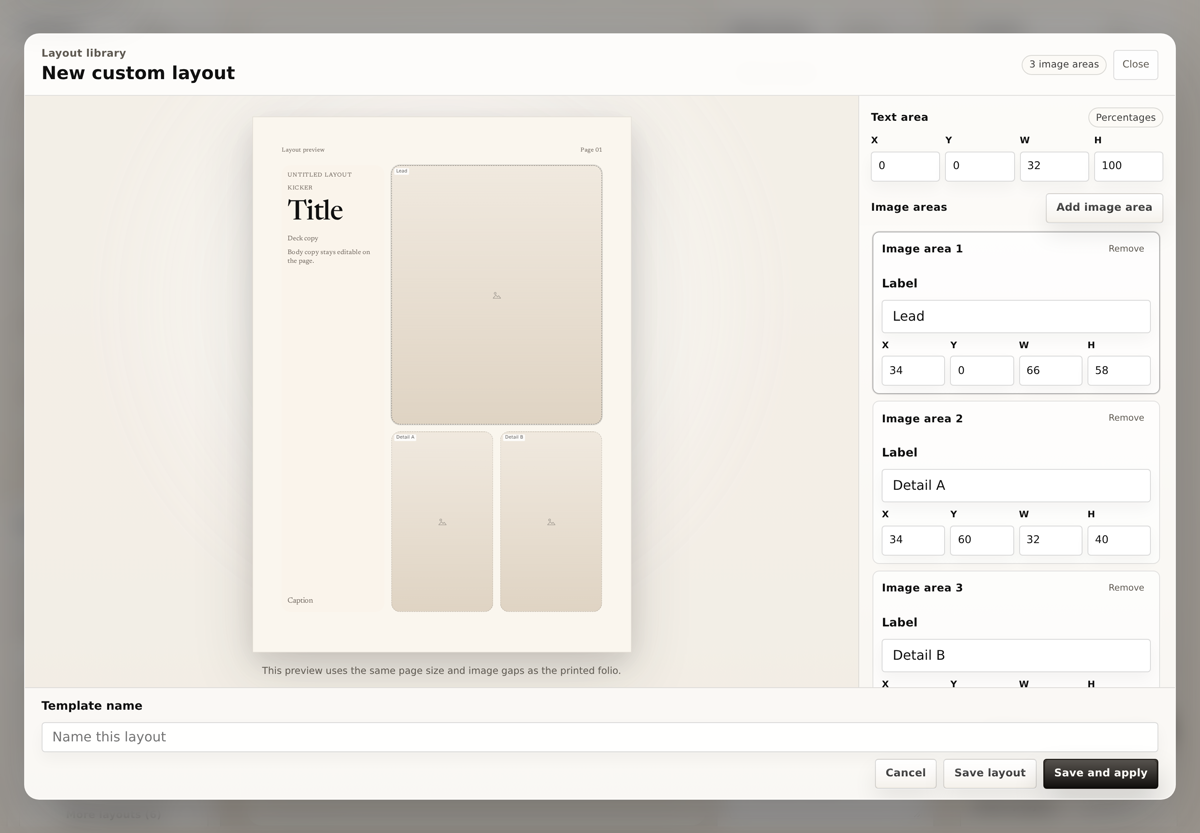 Layout library
New custom layout
3 image areas
Close
Layout preview
Page 01
UNTITLED LAYOUT
KICKER
Title
Deck copy
Body copy stays editable on
the page.
Caption
Lead
Detail A
Detail B
This preview uses the same page size and image gaps as the printed folio.
Text area
Percentages
X Y W H
0 0 32 100
Image areas
Add image area
Image area 1
Remove
Label
Lead
X Y W H
34 0 66 58
Image area 2
Remove
Label
Detail A
X Y W H
34 60 32 40
Image area 3
Remove
Label
Detail B
X Y W H
Template name
Name this layout
Cancel
Save layout
Save and apply